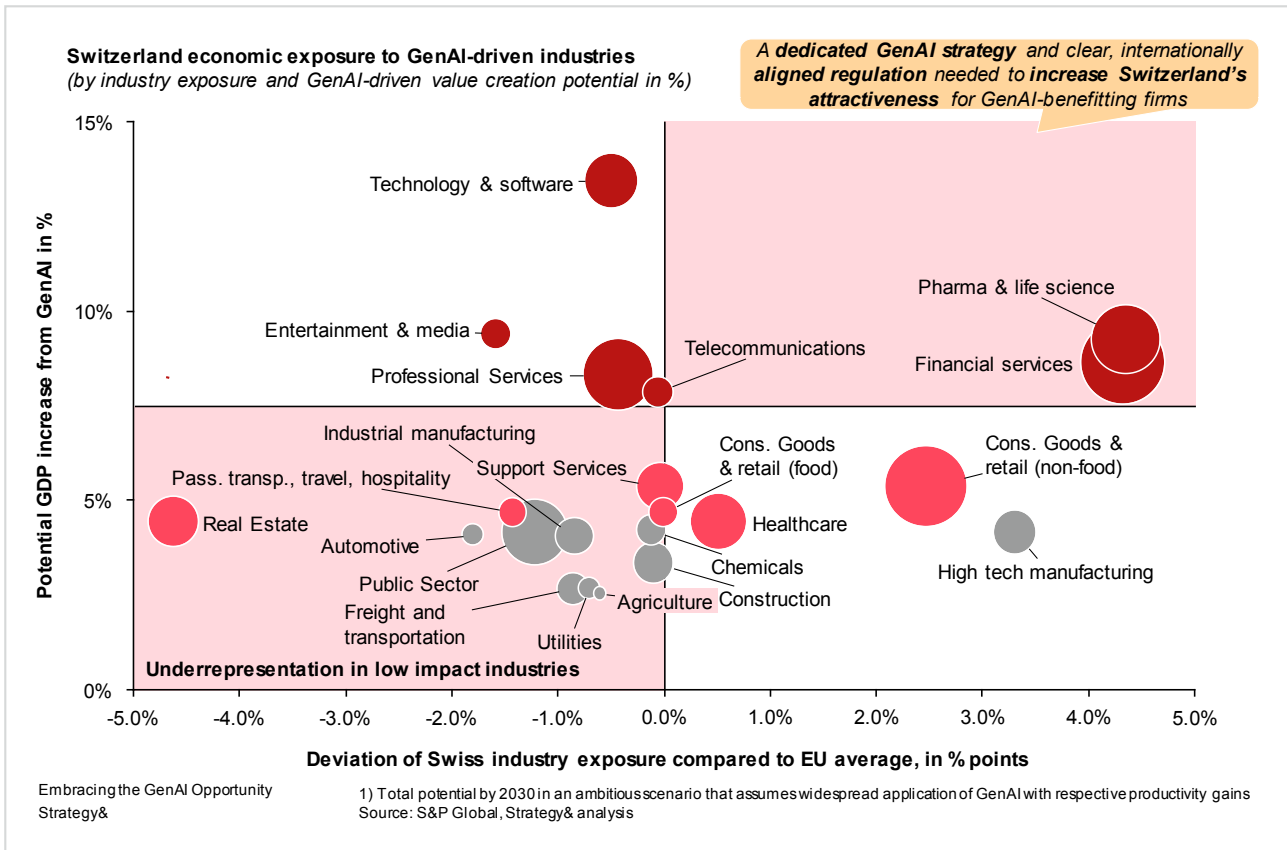 Switzerland economic exposure to GenAI-driven industries
(by industry exposure and GenAI-driven value creation potential in %)
A dedicated GenAI strategy and clear, internationally
aligned regulation needed to increase Switzerland's
attractiveness for GenAI-benefitting firms
Potential GDP increase from GenAI in %
15%
10%
5%
0%
Technology & software
Entertainment & media
Professional Services
Telecommunications
Pharma & life science
Financial services
Industrial manufacturing
Support Services
Pass. transp., travel, hospitality
Real Estate
Automotive
Public Sector
Freight and
transportation
Utilities
Agriculture
Construction
Chemicals
Cons. Goods
& retail (food)
Healthcare
Cons. Goods &
retail (non-food)
High tech manufacturing
Underrepresentation in low impact industries
-5.0%
-4.0%
-3.0%
-2.0%
-1.0%
0.0%
1.0%
2.0%
3.0%
4.0%
5.0%
Deviation of Swiss industry exposure compared to EU average, in % points
Embracing the GenAI Opportunity
Strategy&
1) Total potential by 2030 in an ambitious scenario that assumes widespread application of GenAI with respective productivity gains
Source: S&P Global, Strategy& analysis